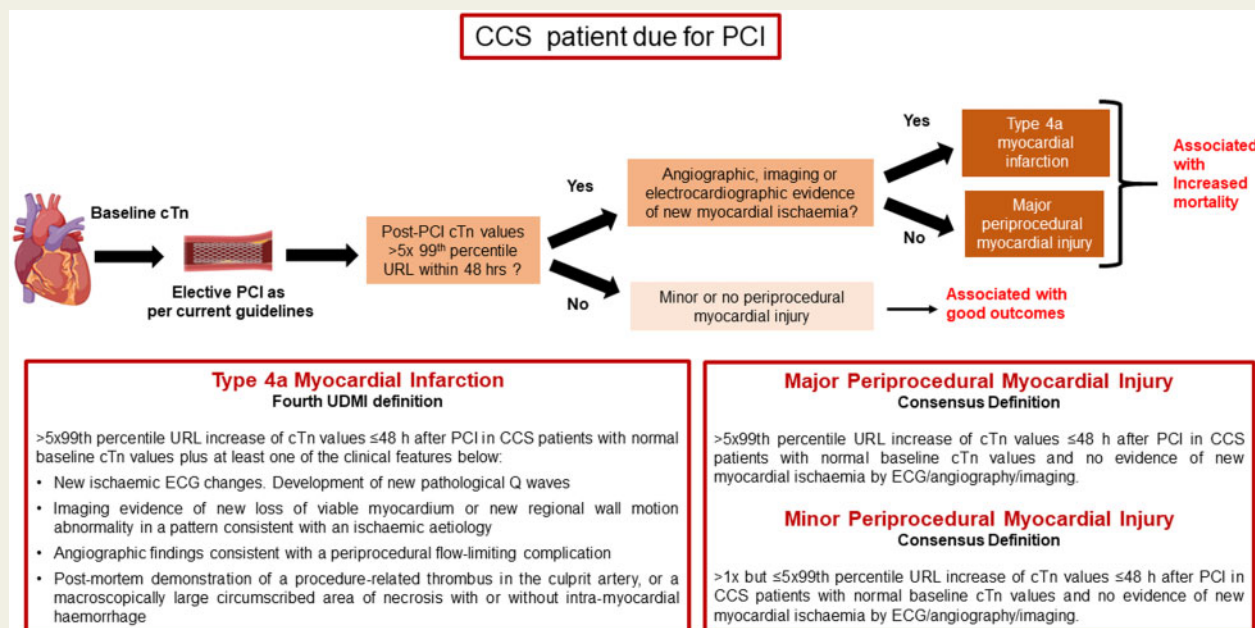 CCS patient due for PCI
Baseline cTn
Elective PCI as
per current guidelines
Post-PCI cTn values
>5x 99th percentile
URL within 48 hrs ?
Yes
No
Angiographic, imaging or
electrocardiographic evidence
of new myocardial ischaemia?
Minor or no periprocedural
myocardial injury
Yes
No
Type 4a
myocardial
infarction
Major
periprocedural
myocardial injury
Associated
with
Increased
mortality
Associated with
good outcomes
Type 4a Myocardial Infarction
Fourth UDMI definition
>5x99th percentile URL increase of cTn values ≤48 h after PCI in CCS patients with normal
baseline cTn values plus at least one of the clinical features below:
• New ischaemic ECG changes. Development of new pathological Q waves
• Imaging evidence of new loss of viable myocardium or new regional wall motion
abnormality in a pattern consistent with an ischaemic aetiology
• Angiographic findings consistent with a periprocedural flow-limiting complication
• Post-mortem demonstration of a procedure-related thrombus in the culprit artery, or a
macroscopically large circumscribed area of necrosis with or without intra-myocardial
haemorrhage
Major Periprocedural Myocardial Injury
Consensus Definition
>5x99th percentile URL increase of cTn values ≤48 h after PCI in CCS
patients with normal baseline cTn values and no evidence of new
myocardial ischaemia by ECG/angiography/imaging.
Minor Periprocedural Myocardial Injury
Consensus Definition
>1x but ≤5x99th percentile URL increase of cTn values ≤48 h after PCI in
CCS patients with normal baseline cTn values and no evidence of new
myocardial ischaemia by ECG/angiography/imaging.